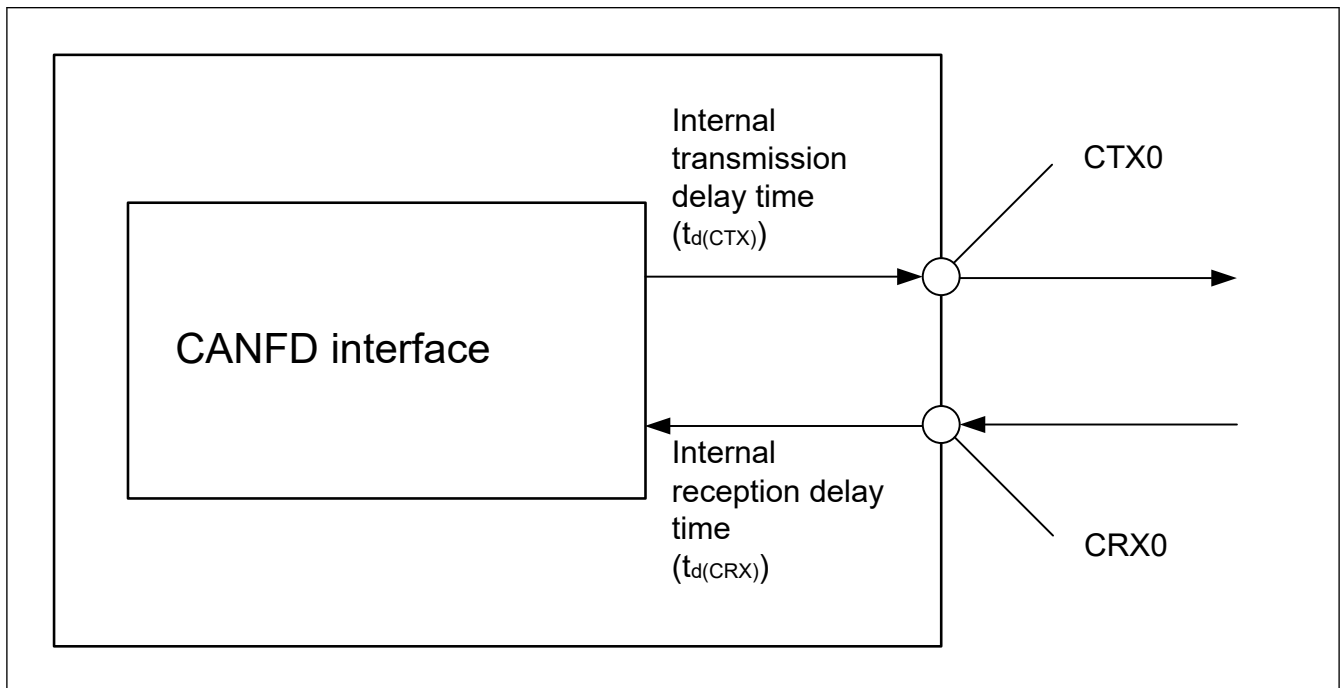 Internal
transmission
delay time
(td(CTX))
CTX0
CANFD interface
Internal
reception delay
time
(td(CRX))
CRX0